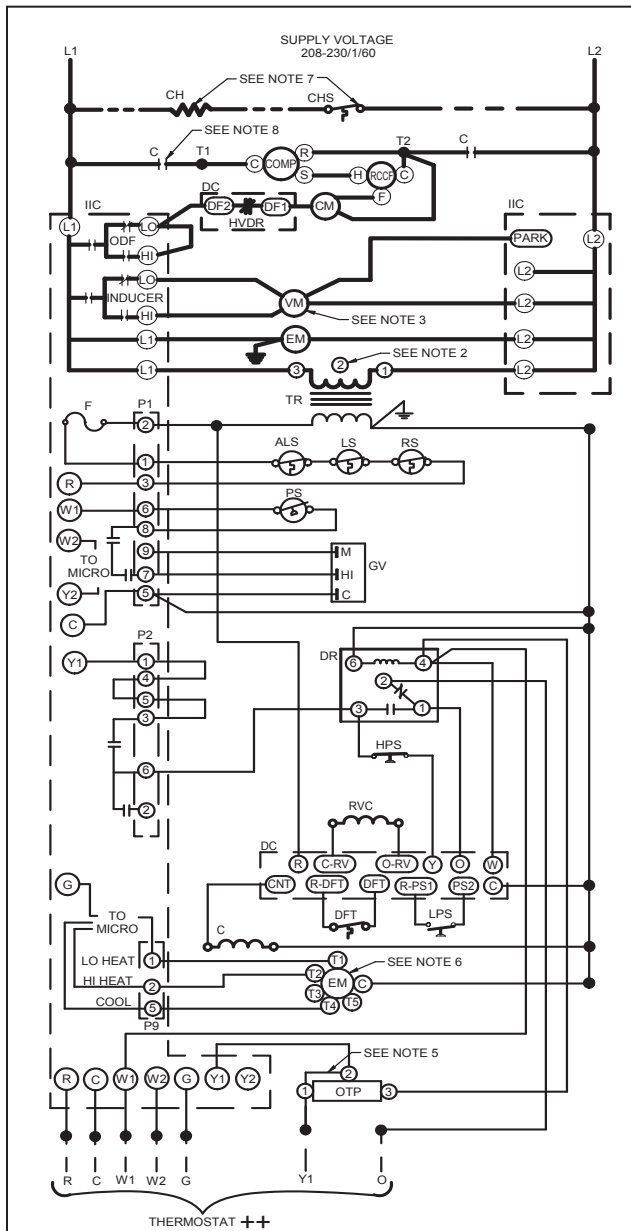 SUPPLY VOLTAGE
208-230/1/60
L1
L2
CH
SEE NOTE 7
CHS
SEE NOTE 8
C
T1
C
COMP
R
S
H
RCCF
C
F
T2
C
DC
DF2
DF1
HVDR
CM
IIC
L1
LO
ODF
HI
LO
INDUCER
HI
L1
L1
VM
SEE NOTE 3
EM
SEE NOTE 2
3
2
1
TR
IIC
PARK
L2
L2
L2
L2
L2
F
P1
2
1
3
R
W1
6
8
W2
TO
MICRO
9
7
Y2
5
C
ALS
LS
RS
PS
M
HI
C
GV
P2
Y1
1
4
5
3
6
2
DR
6
4
2
3
1
HPS
RVC
DC
R
C-RV
O-RV
Y
O
W
CNT
R-DFT
DFT
R-PS1
PS2
C
DFT
LPS
C
G
TO
MICRO
LO HEAT
1
HI HEAT
2
COOL
5
P9
T1
T2
EM
C
T3
T4
T5
SEE NOTE 6
SEE NOTE 5
R
C
W1
W2
G
Y1
Y2
1
2
OTP
3
R
C
W1
W2
G
Y1
O
THERMOSTAT ++